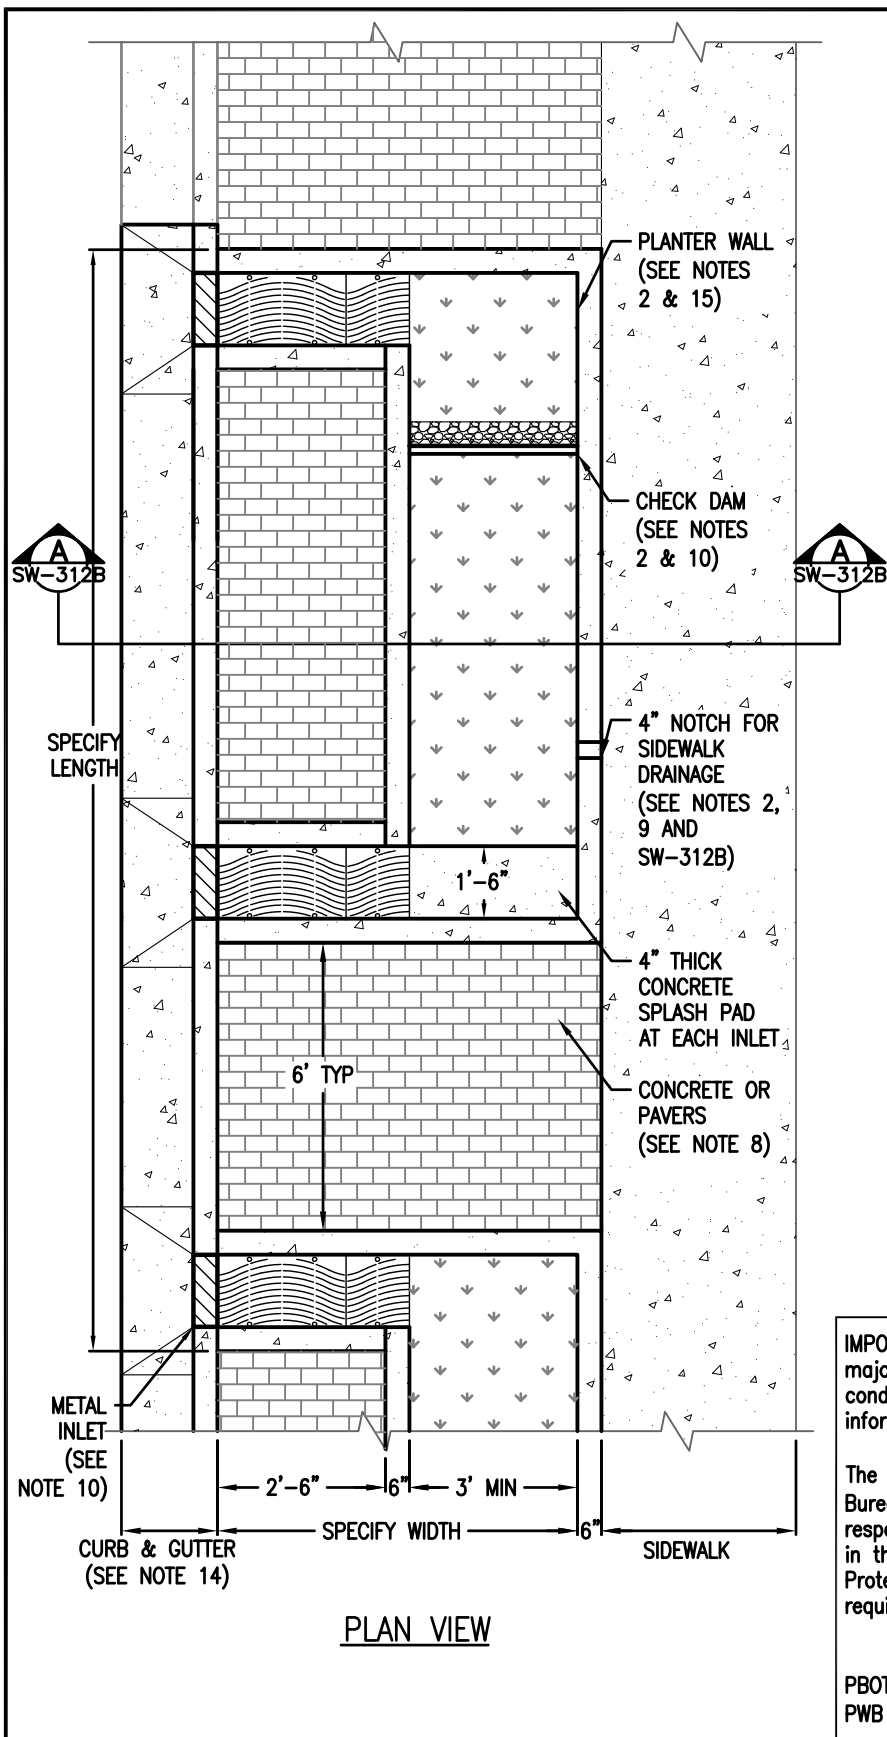 PLANTER WALL
(SEE NOTES
2 & 15)
CHECK DAM
(SEE NOTES
2 & 10)
A
SW-312B
A
SW-312B
SPECIFY
LENGTH
4" NOTCH FOR
SIDEWALK
DRAINAGE
(SEE NOTES 2,
9 AND
SW-312B)
1'-6"
4" THICK
CONCRETE
SPLASH PAD
AT EACH INLET
6' TYP
CONCRETE OR
PAVERS
(SEE NOTE 8)
METAL
INLET
(SEE
NOTE 10)
2'-6"
6"
3' MIN
SPECIFY WIDTH
6"
CURB & GUTTER
(SEE NOTE 14)
SIDEWALK
PLAN VIEW
IMPO
majo
cond
infor
The
Bure
resp
in th
Prote
requi
PBOT
PWB